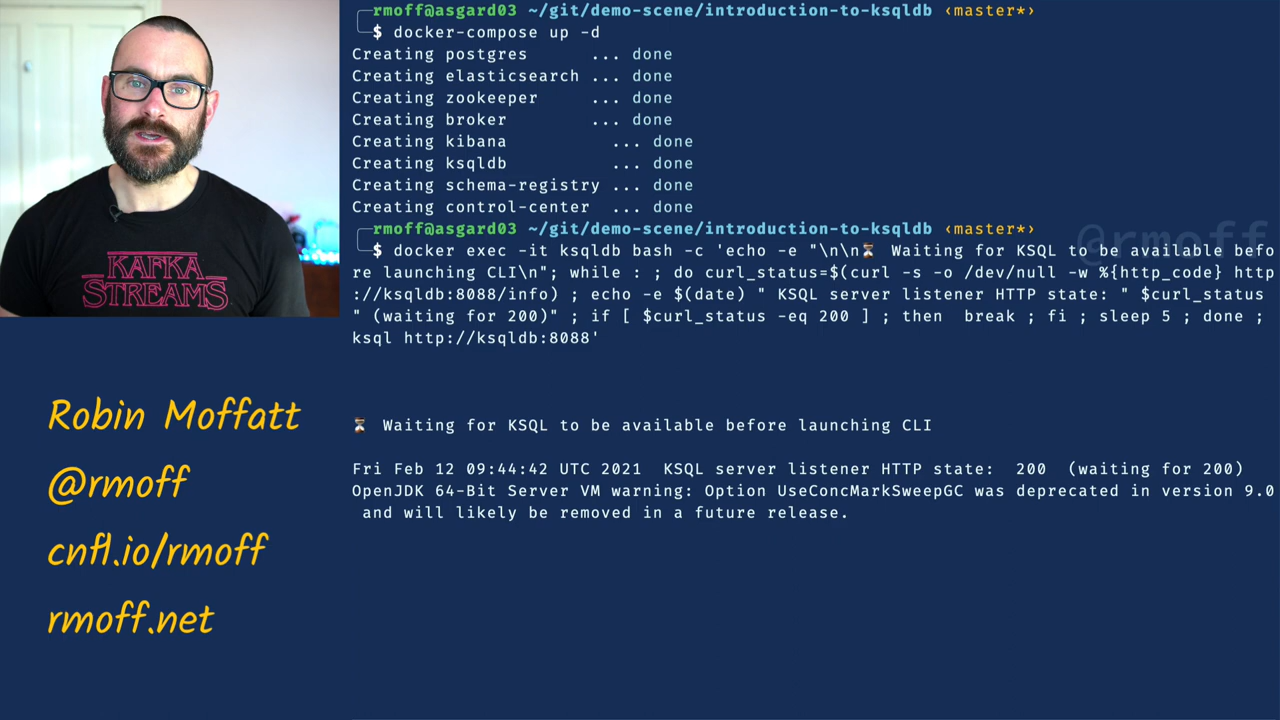 KAFKA
STREAMS
Robin Moffatt
@rmoff
cnfl.io/rmoff
rmoff.net
rmoff@asgard03 ~/git/demo-scene/introduction-to-ksqldb ‹master*›
$ docker-compose up -d
Creating postgres ... done
Creating elasticsearch ... done
Creating zookeeper ... done
Creating broker ... done
Creating kibana ... done
Creating ksqldb ... done
Creating schema-registry ... done
Creating control-center ... done
rmoff@asgard03 ~/git/demo-scene/introduction-to-ksqldb ‹master*›
@rmoff
$ docker exec -it ksqldb bash -c 'echo -e "\n\n⏳ Waiting for KSQL to be available befo
re launching CLI\n"; while : ; do curl_status=$(curl -s -o /dev/null -w %{http_code} http
://ksqldb:8088/info) ; echo -e $(date) " KSQL server listener HTTP state: " $curl_status
" (waiting for 200)" ; if [ $curl_status -eq 200 ] ; then  break ; fi ; sleep 5 ; done ;
ksql http://ksqldb:8088'
⏳ Waiting for KSQL to be available before launching CLI
Fri Feb 12 09:44:42 UTC 2021  KSQL server listener HTTP state:  200  (waiting for 200)
OpenJDK 64-Bit Server VM warning: Option UseConcMarkSweepGC was deprecated in version 9.0
and will likely be removed in a future release.